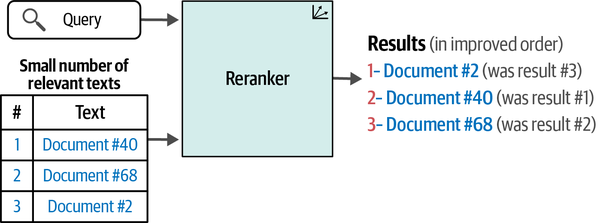 Query
Small number of
relevant texts
# Text
1 Document #40
2 Document #68
3 Document #2
Reranker
Results (in improved order)
1– Document #2 (was result #3)
2– Document #40 (was result #1)
3– Document #68 (was result #2)